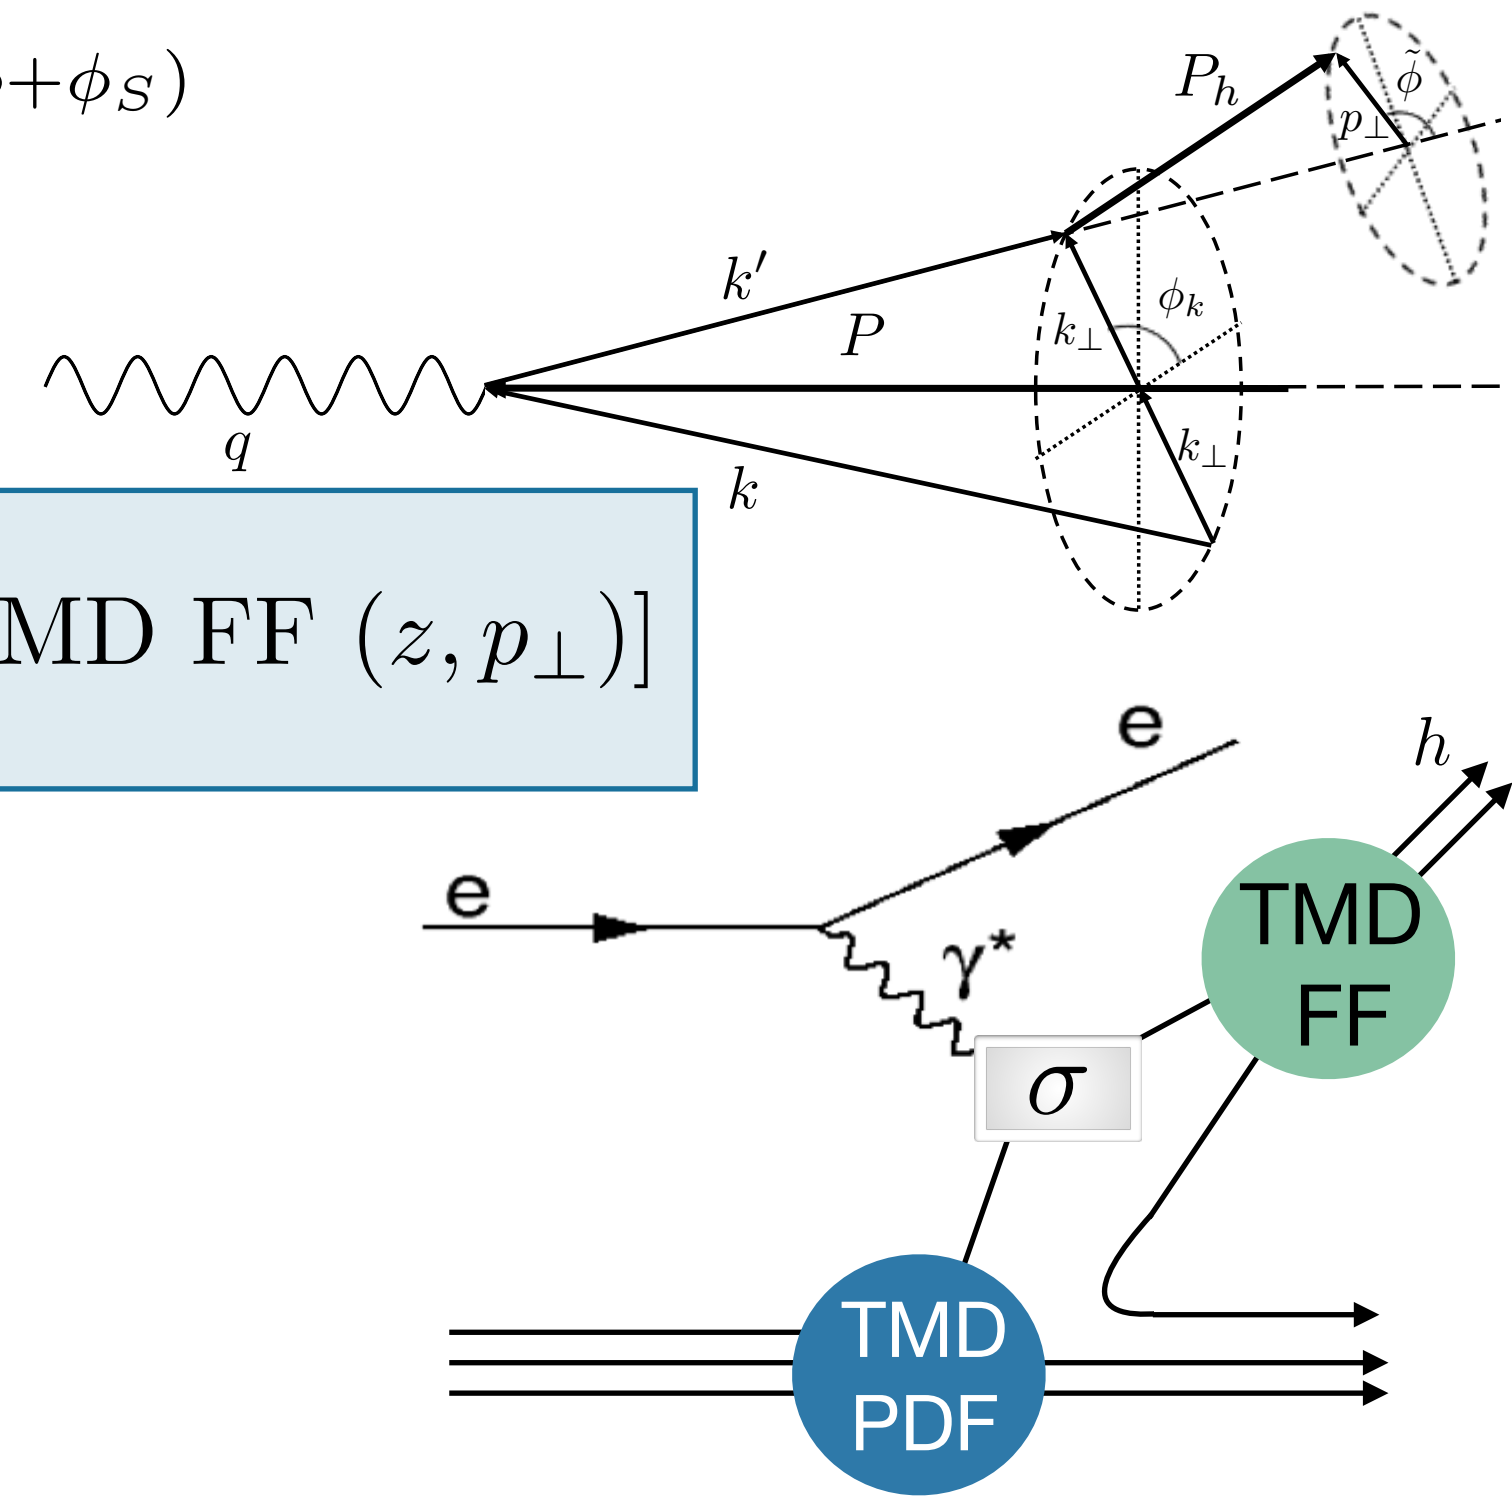 +ϕ_S)
P_h
ϕ̃
p_⊥
k′
ϕ_k
k_⊥
P
q
k_⊥
k
MD FF (z, p_⊥)]
e
h
e
TMD
FF
γ*
σ
TMD
PDF